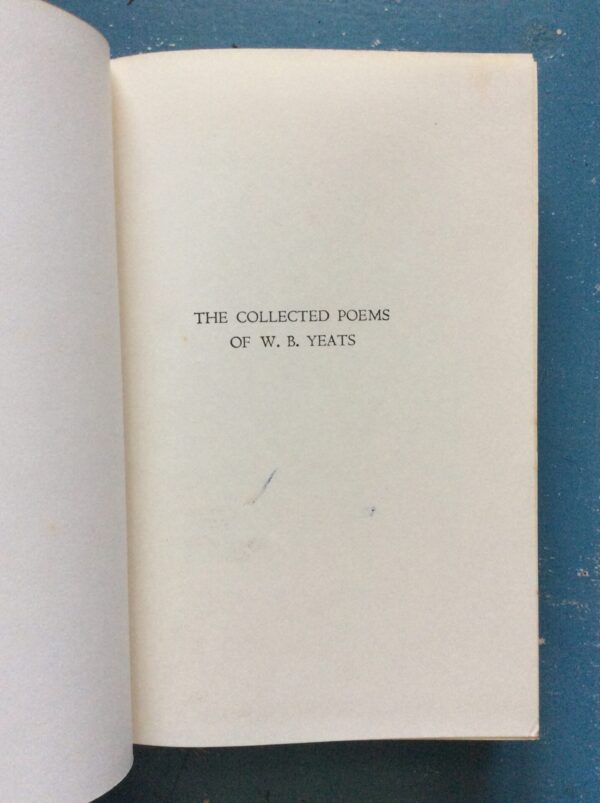 THE COLLECTED POEMS
OF W. B. YEATS